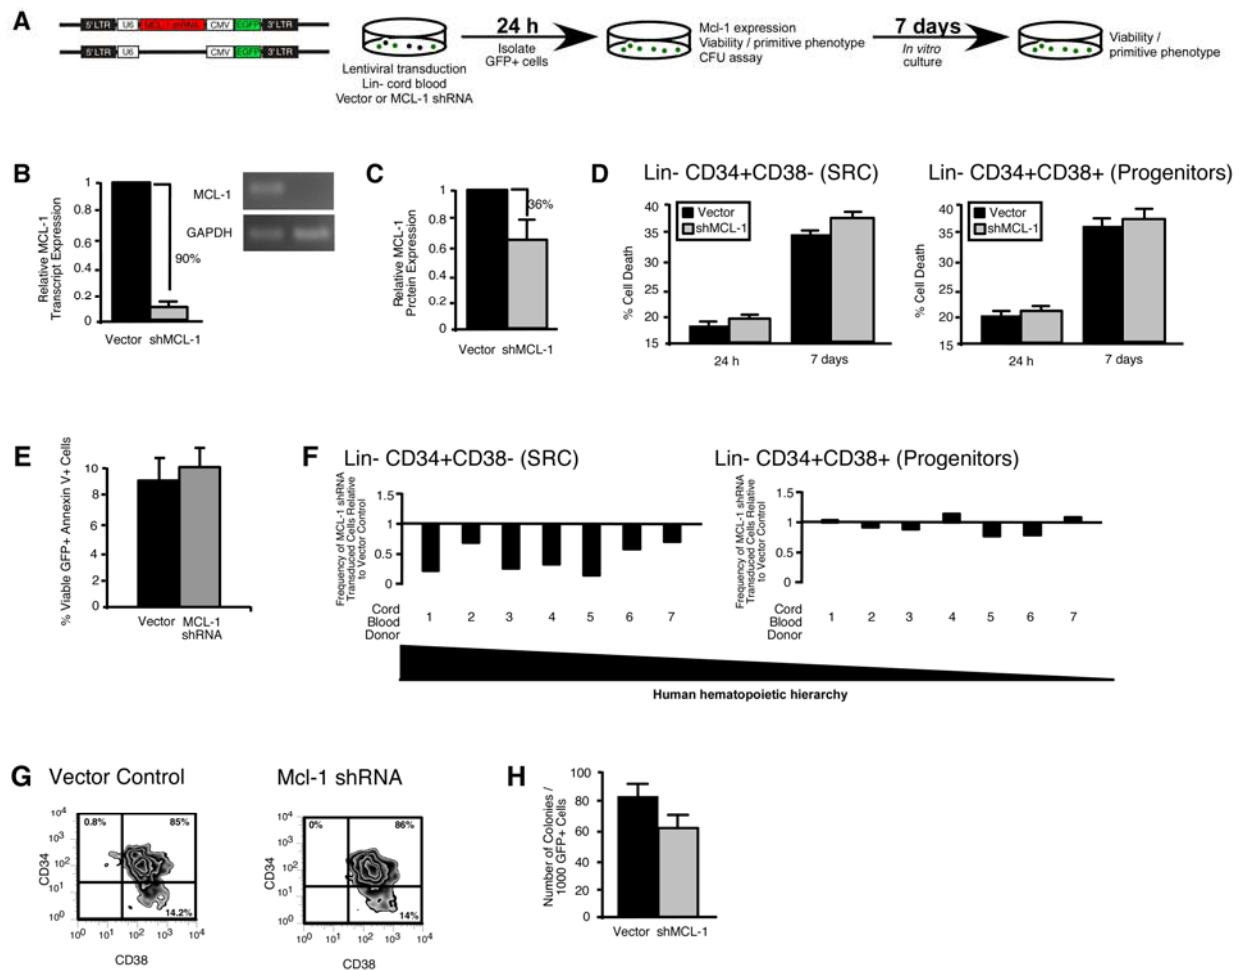 A
5' LTR U6 MCL-1 shRNA CMV EGFP 3' LTR
5' LTR U6 CMV EGFP 3' LTR
Lentiviral transduction
Lin- cord blood
Vector or MCL-1 shRNA
24 h
Isolate
GFP+ cells
Mcl-1 expression
Viability / primitive phenotype
CFU assay
7 days
In vitro
culture
Viability /
primitive phenotype
B
Relative MCL-1
Transcript Expression
1
0.8
0.6
0.4
0.2
0
90%
Vector shMCL-1
MCL-1
GAPDH
C
Relative MCL-1
Protein Expression
1
0.8
0.6
0.4
0.2
0
36%
Vector shMCL-1
D
Lin- CD34+CD38- (SRC)
% Cell Death
40
35
30
25
20
15
Vector
shMCL-1
24 h 7 days
Lin- CD34+CD38+ (Progenitors)
% Cell Death
40
35
30
25
20
15
Vector
shMCL-1
24 h 7 days
E
% Viable GFP+ Annexin V+ Cells
10
8
6
4
2
0
Vector MCL-1
shRNA
F
Lin- CD34+CD38- (SRC)
Frequency of MCL-1 shRNA
Transduced Cells Relative
to Vector Control
1.5
1
0.5
0
Cord
Blood
Donor
1 2 3 4 5 6 7
Lin- CD34+CD38+ (Progenitors)
Frequency of MCL-1 shRNA
Transduced Cells Relative
to Vector Control
1.5
1
0.5
0
Cord
Blood
Donor
1 2 3 4 5 6 7
Human hematopoietic hierarchy
G
Vector Control
CD34
10⁴
10³
10²
10¹
10⁰
0.8% 85%
14.2%
10⁰ 10¹ 10² 10³ 10⁴
CD38
Mcl-1 shRNA
CD34
10⁴
10³
10²
10¹
10⁰
0% 86%
14%
10⁰ 10¹ 10² 10³ 10⁴
CD38
H
Number of Colonies /
1000 GFP+ Cells
100
80
60
40
20
0
Vector shMCL-1